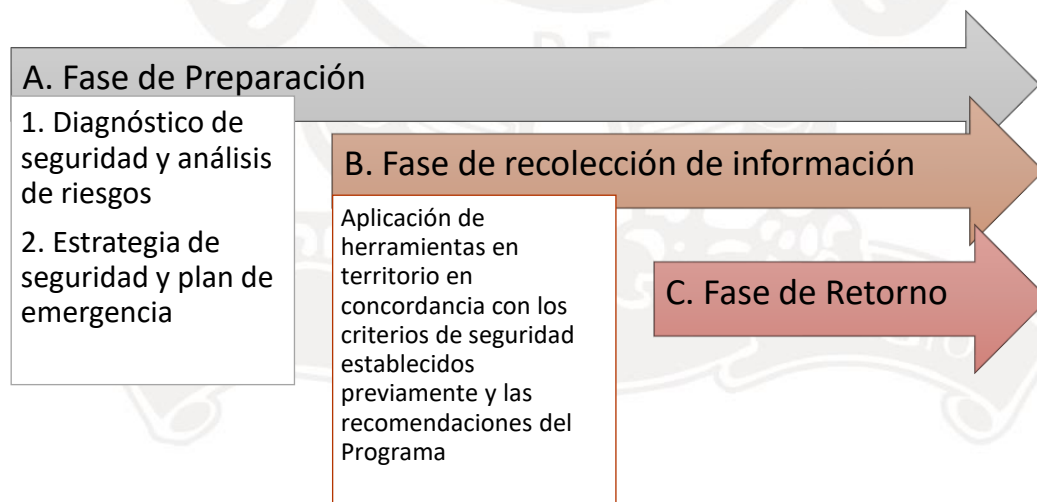 A. Fase de Preparación
1. Diagnóstico de
seguridad y análisis
de riesgos
2. Estrategia de
seguridad y plan de
emergencia
B. Fase de recolección de información
Aplicación de
herramientas en
territorio en
concordancia con los
criterios de seguridad
establecidos
previamente y las
recomendaciones del
Programa
C. Fase de Retorno